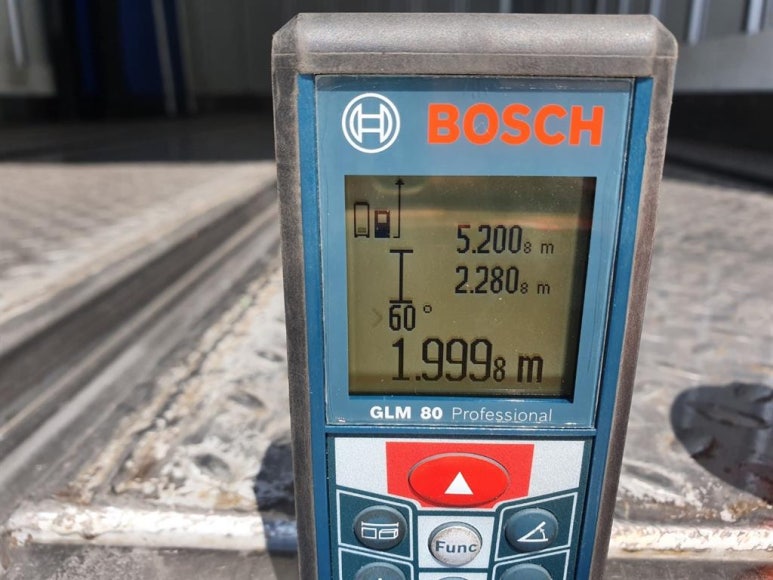 BOSCH
5.2008 m
2.2808 m
>60°
1.9998 m
GLM 80 Professional
Func